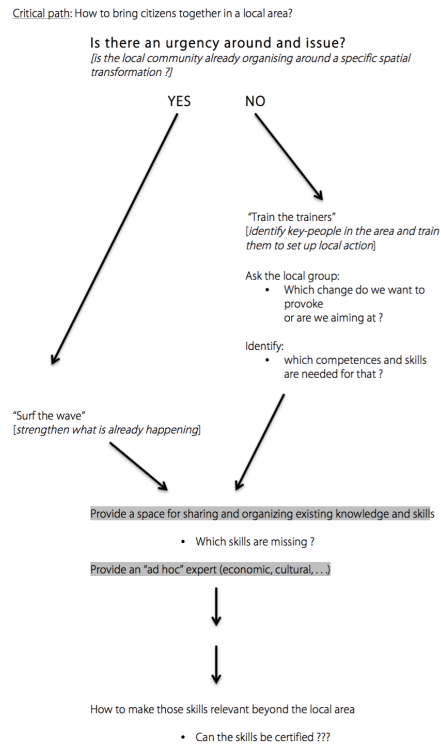 Critical path: How to bring citizens together in a local area?
Is there an urgency around and issue?
[is the local community already organising around a specific spatial
transformation ?]
YES NO
"Train the trainers"
[identify key-people in the area and train
them to set up local action]
Ask the local group:
• Which change do we want to
provoke
or are we aiming at ?
Identify:
• which competences and skills
are needed for that ?
"Surf the wave"
[strengthen what is already happening]
Provide a space for sharing and organizing existing knowledge and skills
• Which skills are missing ?
Provide an "ad hoc" expert (economic, cultural, . . .)
How to make those skills relevant beyond the local area
• Can the skills be certified ???